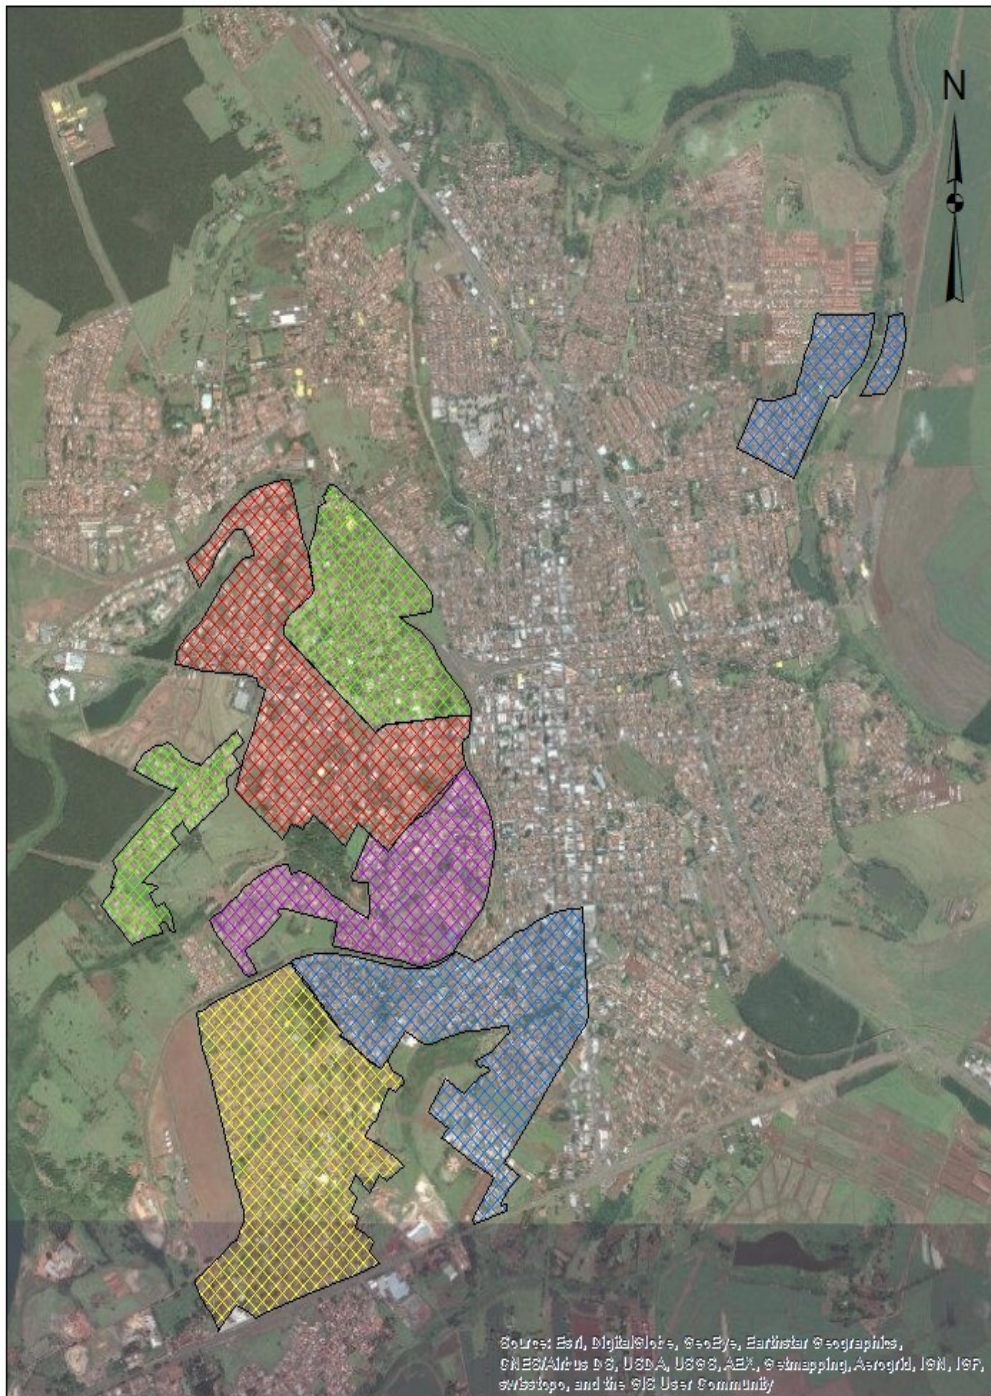 N
Source: Esri, DigitalGlobe, GeoEye, Earthstar Geographics,
CNES/Airbus DS, USDA, USGS, AEX, Getmapping, Aerogrid, IGN, IGP,
swisstopo, and the GIS User Community